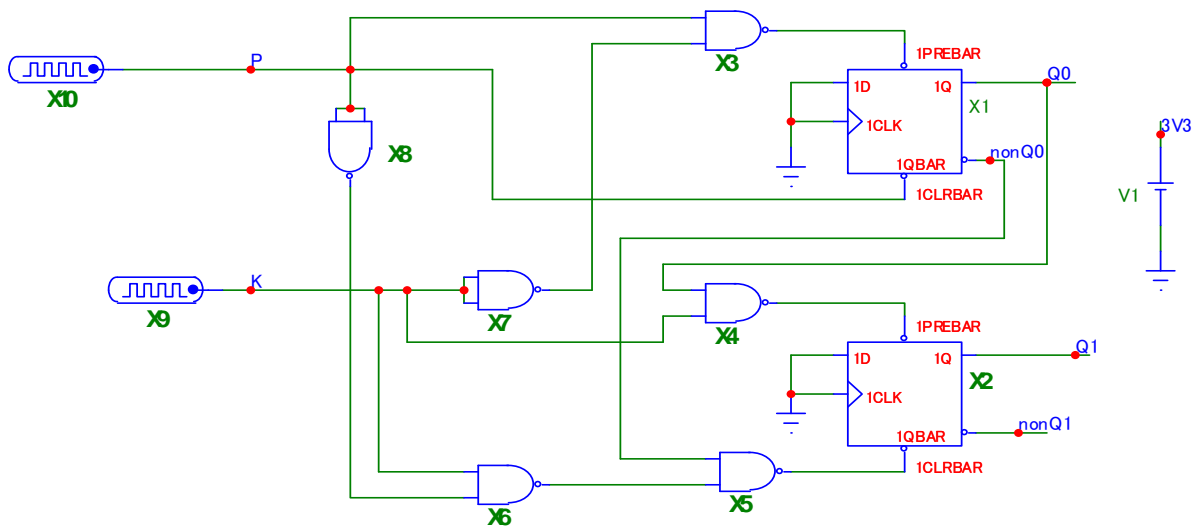 P
X10
X3
1PREBAR
1D
1Q
Q0
X1
1CLK
3V3
X8
nonQ0
1QBAR
1CLRBAR
V1
K
X9
X7
X4
1PREBAR
Q1
1D
1Q
X2
1CLK
nonQ1
1QBAR
1CLRBAR
X5
X6